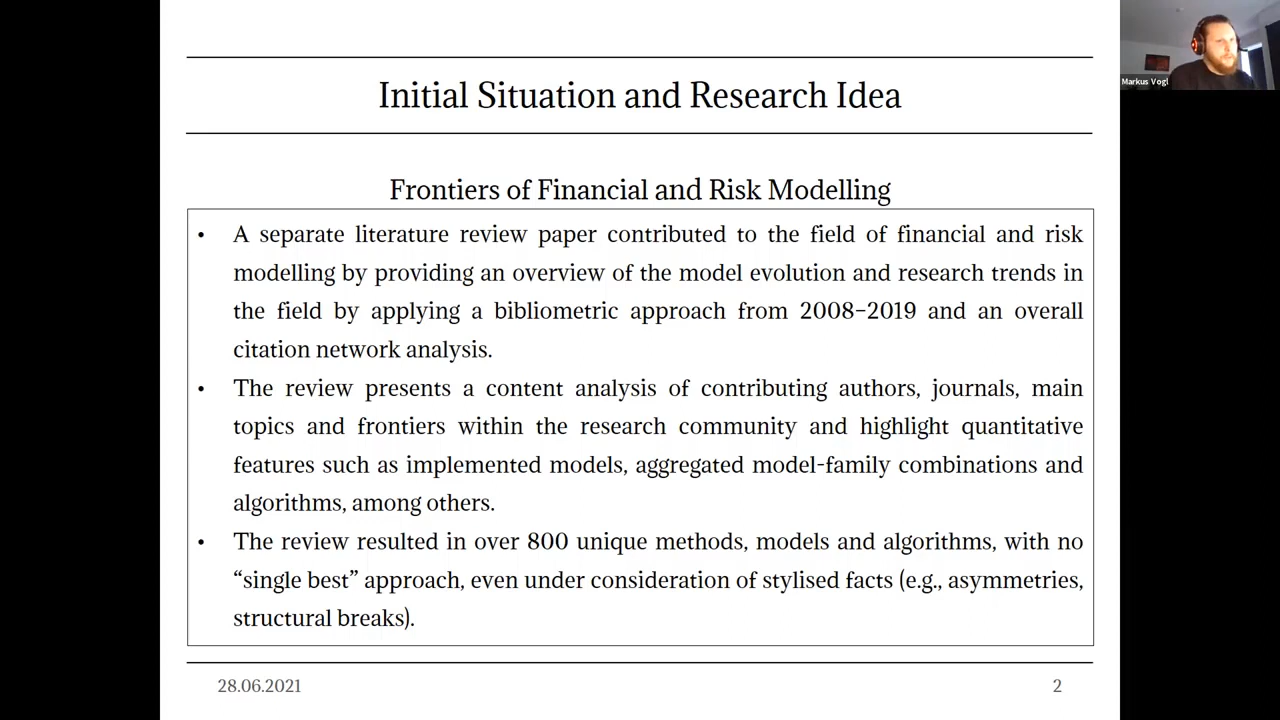 Initial Situation and Research Idea
Markus Vogl
Frontiers of Financial and Risk Modelling
• A separate literature review paper contributed to the field of financial and risk
modelling by providing an overview of the model evolution and research trends in
the field by applying a bibliometric approach from 2008–2019 and an overall
citation network analysis.
• The review presents a content analysis of contributing authors, journals, main
topics and frontiers within the research community and highlight quantitative
features such as implemented models, aggregated model-family combinations and
algorithms, among others.
• The review resulted in over 800 unique methods, models and algorithms, with no
“single best” approach, even under consideration of stylised facts (e.g., asymmetries,
structural breaks).
28.06.2021
2